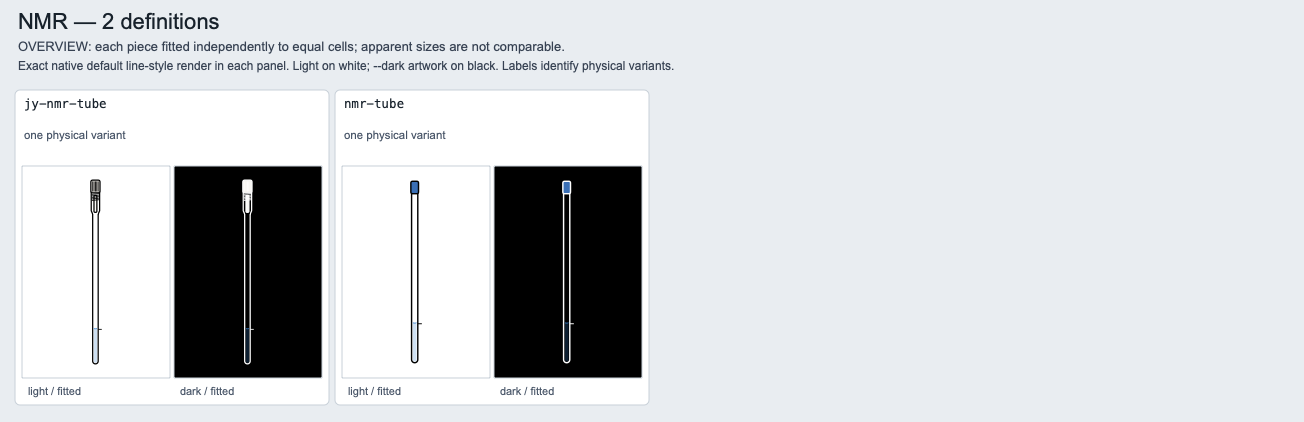 NMR — 2 definitions
OVERVIEW: each piece fitted independently to equal cells; apparent sizes are not comparable.
Exact native default line-style render in each panel. Light on white; --dark artwork on black. Labels identify physical variants.
jy-nmr-tube
one physical variant
light / fitted
dark / fitted
nmr-tube
one physical variant
light / fitted
dark / fitted